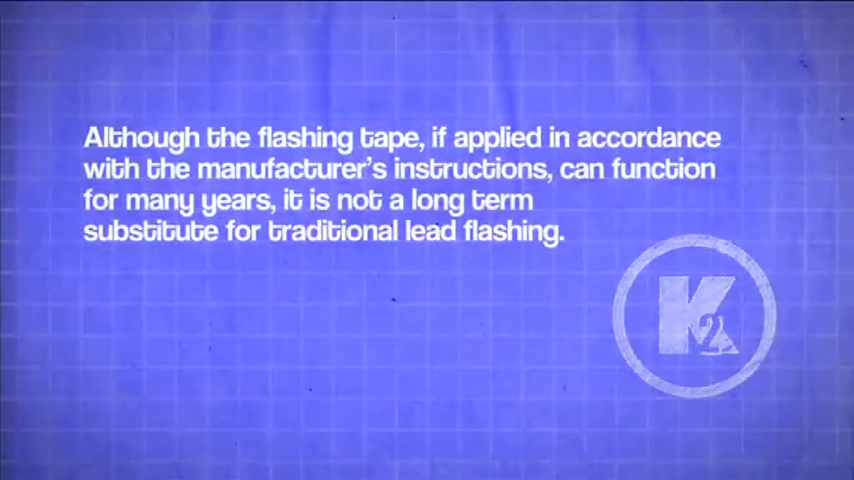 Although the flashing tape, if applied in accordance
with the manufacturer's instructions, can function
for many years, it is not a long term
substitute for traditional lead flashing.
K2